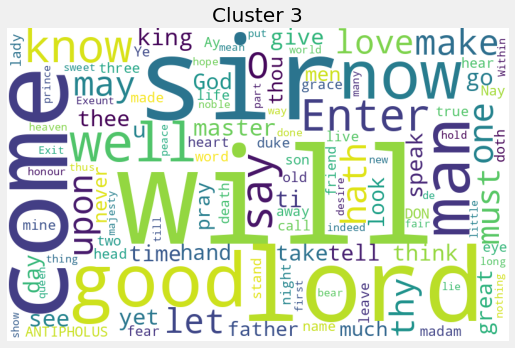 Cluster 3
know king give love make
lady Ay mean put hope world O thou men hear go Nay Within
sweet three God life grace many
prince Exeunt made part way
may sir now Enter true
Come thee u noble
heaven Exit master duke done live hold doth
well heart word son friend speak one must
peace say old hath man
honour thus never upon pray death ti desire look new de
mine majesty till will away call DON little
day two head time hand indeed fair eye
queen thing take tell think long
good lord night stand first bear lie thy great nothing
see yet let father name leave much madam
show ANTIPHOLUS fear